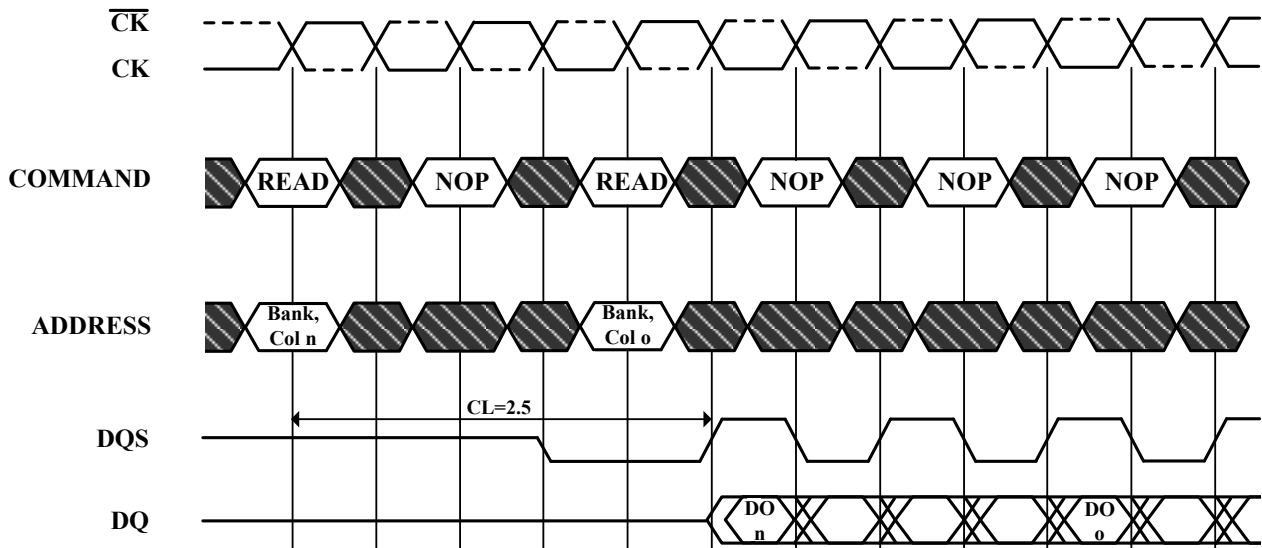 CK
CK
COMMAND READ NOP READ NOP NOP NOP
ADDRESS Bank, Col n Bank, Col o
CL=2.5
DQS
DQ DO n DO o